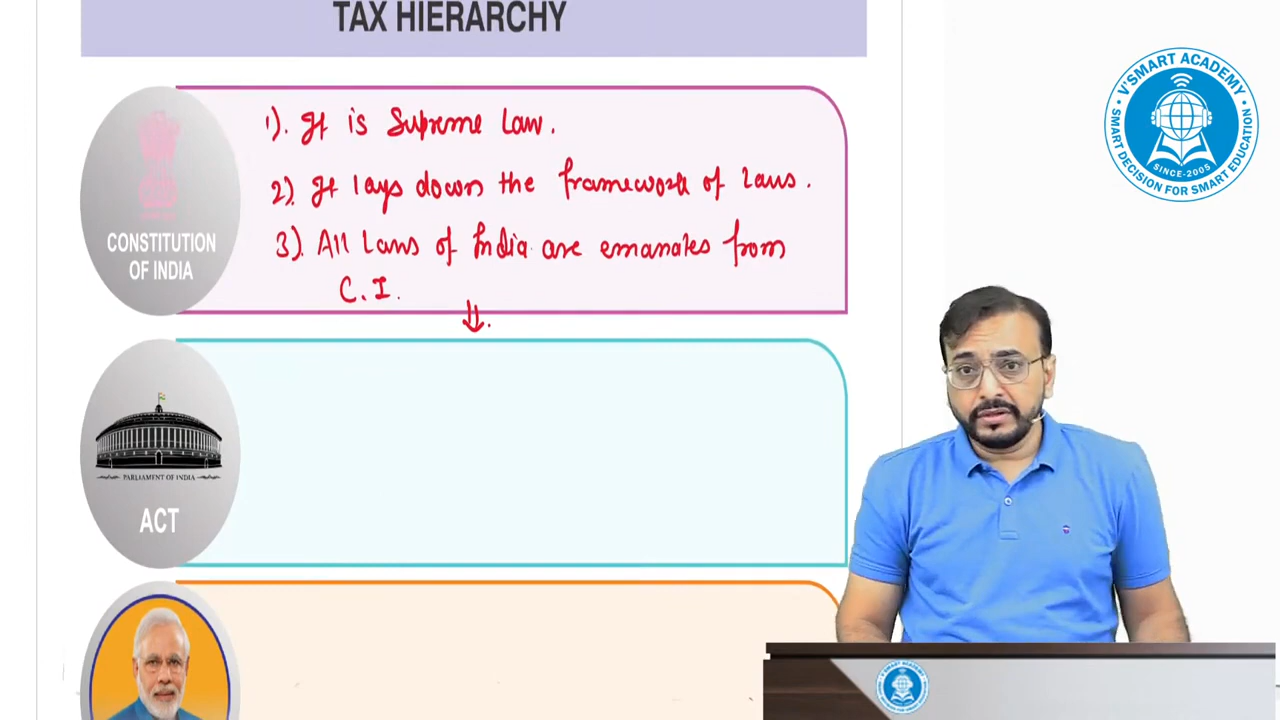 TAX HIERARCHY
1). It is Supreme Law.
2). It lays down the framework of laws.
3). All Laws of India are emanates from
C.I.
CONSTITUTION
OF INDIA
PARLIAMENT OF INDIA
ACT
V'SMART ACADEMY
SINCE-2005
SMART DECISION FOR SMART EDUCATION
V'SMART ACADEMY